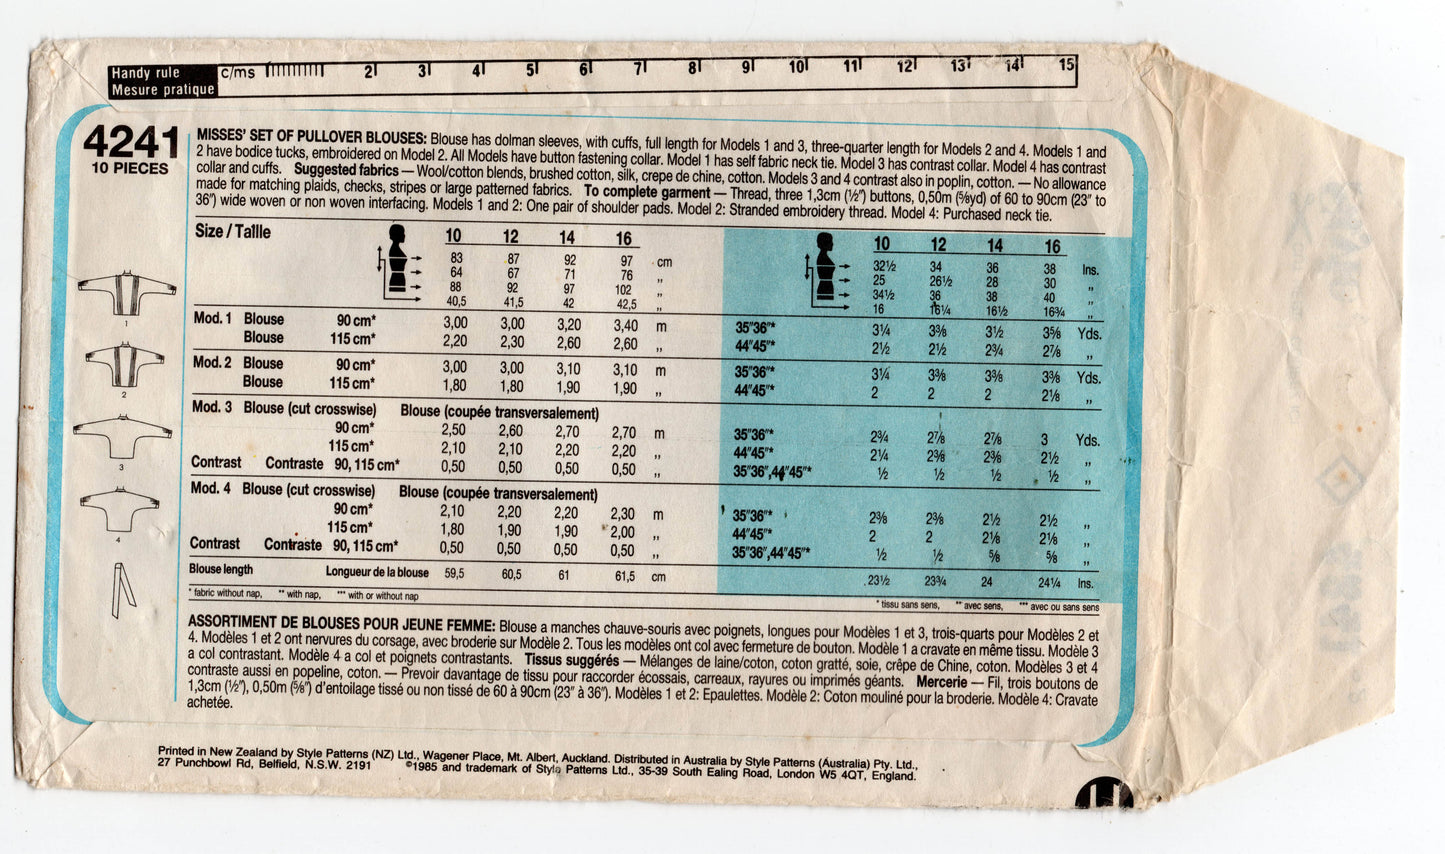 Handy rule c/ms 2 3 4 5 6 7 8 9 10 11 12 13 14 15
Mesure pratique
4241
10 PIECES
MISSES' SET OF PULLOVER BLOUSES: Blouse has dolman sleeves, with cuffs, full length for Models 1 and 3, three-quarter length for Models 2 and 4. Models 1 and
2 have bodice tucks, embroidered on Model 2. All Models have button fastening collar. Model 1 has self fabric neck tie. Model 3 has contrast collar. Model 4 has contrast
collar and cuffs. Suggested fabrics — Wool/cotton blends, brushed cotton, silk, crepe de chine, cotton. Models 3 and 4 contrast also in poplin, cotton. — No allowance
made for matching plaids, checks, stripes or large patterned fabrics. To complete garment — Thread, three 1,3cm (½") buttons, 0,50m (⅝yd) of 60 to 90cm (23" to
36") wide woven or non woven interfacing. Models 1 and 2: One pair of shoulder pads. Model 2: Stranded embroidery thread. Model 4: Purchased neck tie.
Size / Taille 10 12 14 16 10 12 14 16
83 87 92 97 cm 32½ 34 36 38 Ins.
64 67 71 76 ,, 25 26½ 28 30 ,,
88 92 97 102 ,, 34½ 36 38 40 ,,
40,5 41,5 42 42,5 ,, 16 16¼ 16½ 16¾ ,,
Mod. 1 Blouse 90 cm* 3,00 3,00 3,20 3,40 m 35"36"* 3¼ 3⅜ 3½ 3⅝ Yds.
Blouse 115 cm* 2,20 2,30 2,60 2,60 ,, 44"45"* 2½ 2½ 2¾ 2⅞ ,,
Mod. 2 Blouse 90 cm* 3,00 3,00 3,10 3,10 m 35"36"* 3¼ 3⅜ 3⅜ 3⅜ Yds.
Blouse 115 cm* 1,80 1,80 1,90 1,90 ,, 44"45"* 2 2 2 2⅛ ,,
Mod. 3 Blouse (cut crosswise) Blouse (coupée transversalement)
90 cm* 2,50 2,60 2,70 2,70 m 35"36"* 2¾ 2⅞ 2⅞ 3 Yds.
115 cm* 2,10 2,10 2,20 2,20 ,, 44"45"* 2¼ 2⅜ 2⅜ 2½ ,,
Contrast Contraste 90, 115 cm* 0,50 0,50 0,50 0,50 ,, 35"36",44"45"* ½ ½ ½ ½ ,,
Mod. 4 Blouse (cut crosswise) Blouse (coupée transversalement)
90 cm* 2,10 2,20 2,20 2,30 m 35"36"* 2⅜ 2⅜ 2½ 2½ ,,
115 cm* 1,80 1,90 1,90 2,00 ,, 44"45"* 2 2 2⅛ 2⅛ ,,
Contrast Contraste 90, 115 cm* 0,50 0,50 0,50 0,50 ,, 35"36",44"45"* ½ ½ ⅝ ⅝ ,,
Blouse length Longueur de la blouse 59,5 60,5 61 61,5 cm 23½ 23¾ 24 24¼ Ins.
* fabric without nap, ** with nap, *** with or without nap * tissu sans sens, ** avec sens, *** avec ou sans sens
1
2
3
4
ASSORTIMENT DE BLOUSES POUR JEUNE FEMME: Blouse a manches chauve-souris avec poignets, longues pour Modèles 1 et 3, trois-quarts pour Modèles 2 et
4. Modèles 1 et 2 ont nervures du corsage, avec broderie sur Modèle 2. Tous les modèles ont col avec fermeture de bouton. Modèle 1 a cravate en même tissu. Modèle 3
a col contrastant. Modèle 4 a col et poignets contrastants. Tissus suggérés — Mélanges de laine/coton, coton gratté, soie, crêpe de Chine, coton. Modèles 3 et 4
contraste aussi en popeline, coton. — Prevoir davantage de tissu pour raccorder écossais, carreaux, rayures ou imprimés géants. Mercerie — Fil, trois boutons de
1,3cm (½"), 0,50m (⅝") d'entoilage tissé ou non tissé de 60 à 90cm (23" à 36"). Modèles 1 et 2: Epaulettes. Modèle 2: Coton mouliné pour la broderie. Modèle 4: Cravate
achetée.
Printed in New Zealand by Style Patterns (NZ) Ltd., Wagener Place, Mt. Albert, Auckland. Distributed in Australia by Style Patterns (Australia) Pty. Ltd.,
27 Punchbowl Rd, Belfield, N.S.W. 2191 ©1985 and trademark of Style Patterns Ltd., 35-39 South Ealing Road, London W5 4QT, England.